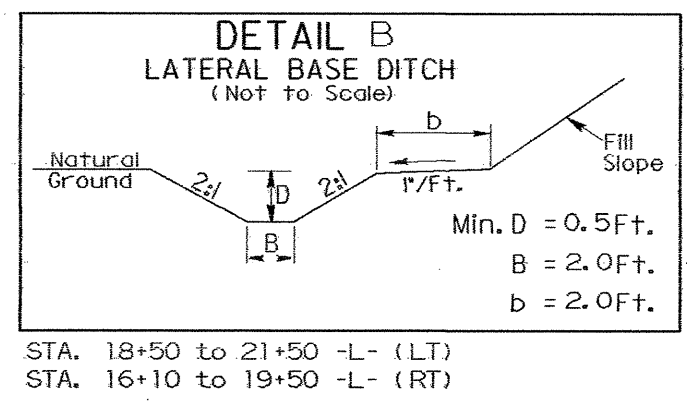 DETAIL B
LATERAL BASE DITCH
(Not to Scale)
b
Natural
Ground
2:1
D
2:1
1"/Ft.
Fill
Slope
B
Min. D = 0.5Ft.
B = 2.0Ft.
b = 2.0Ft.
STA. 18+50 to 21+50 -L- (LT)
STA. 16+10 to 19+50 -L- (RT)